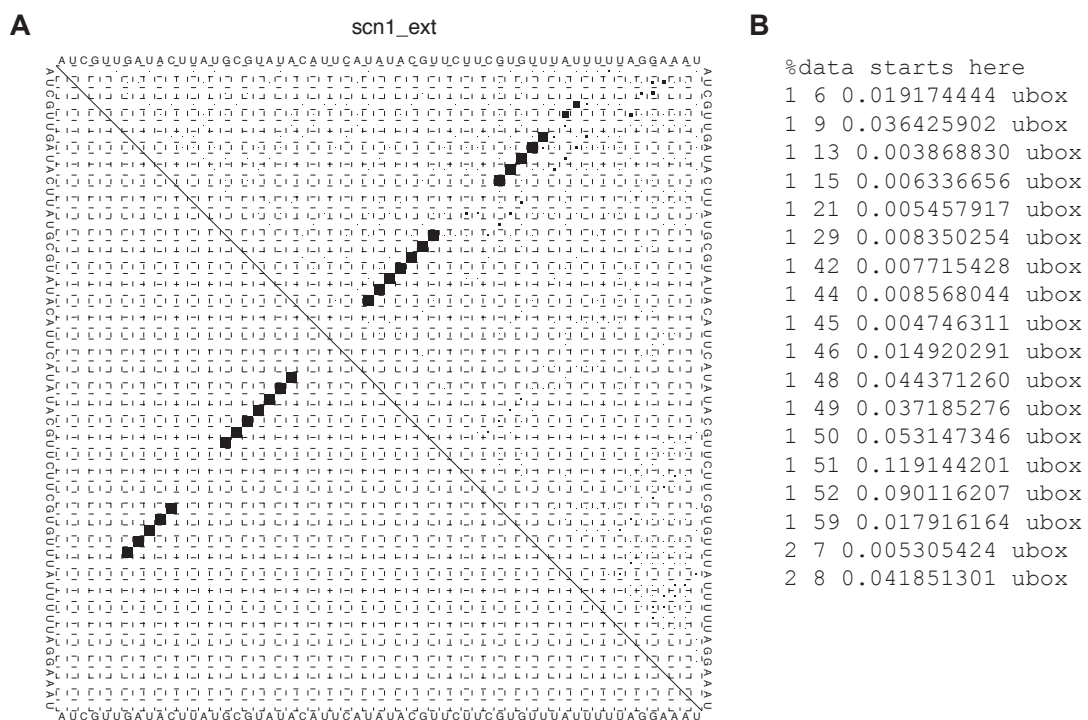 A
scn1_ext
B
AUCGUUGAUACUUAUGCGUAUACAUUCAUAUACGUUCUUCGUGUUUAUUUUUAGGAAAU
AUCGUUGAUACUUAUGCGUAUACAUUCAUAUACGUUCUUCGUGUUUAUUUUUAGGAAAU
AUCGUUGAUACUUAUGCGUAUACAUUCAUAUACGUUCUUCGUGUUUAUUUUUAGGAAAU
AUCGUUGAUACUUAUGCGUAUACAUUCAUAUACGUUCUUCGUGUUUAUUUUUAGGAAAU
%data starts here
1 6 0.019174444 ubox
1 9 0.036425902 ubox
1 13 0.003868830 ubox
1 15 0.006336656 ubox
1 21 0.005457917 ubox
1 29 0.008350254 ubox
1 42 0.007715428 ubox
1 44 0.008568044 ubox
1 45 0.004746311 ubox
1 46 0.014920291 ubox
1 48 0.044371260 ubox
1 49 0.037185276 ubox
1 50 0.053147346 ubox
1 51 0.119144201 ubox
1 52 0.090116207 ubox
1 59 0.017916164 ubox
2 7 0.005305424 ubox
2 8 0.041851301 ubox